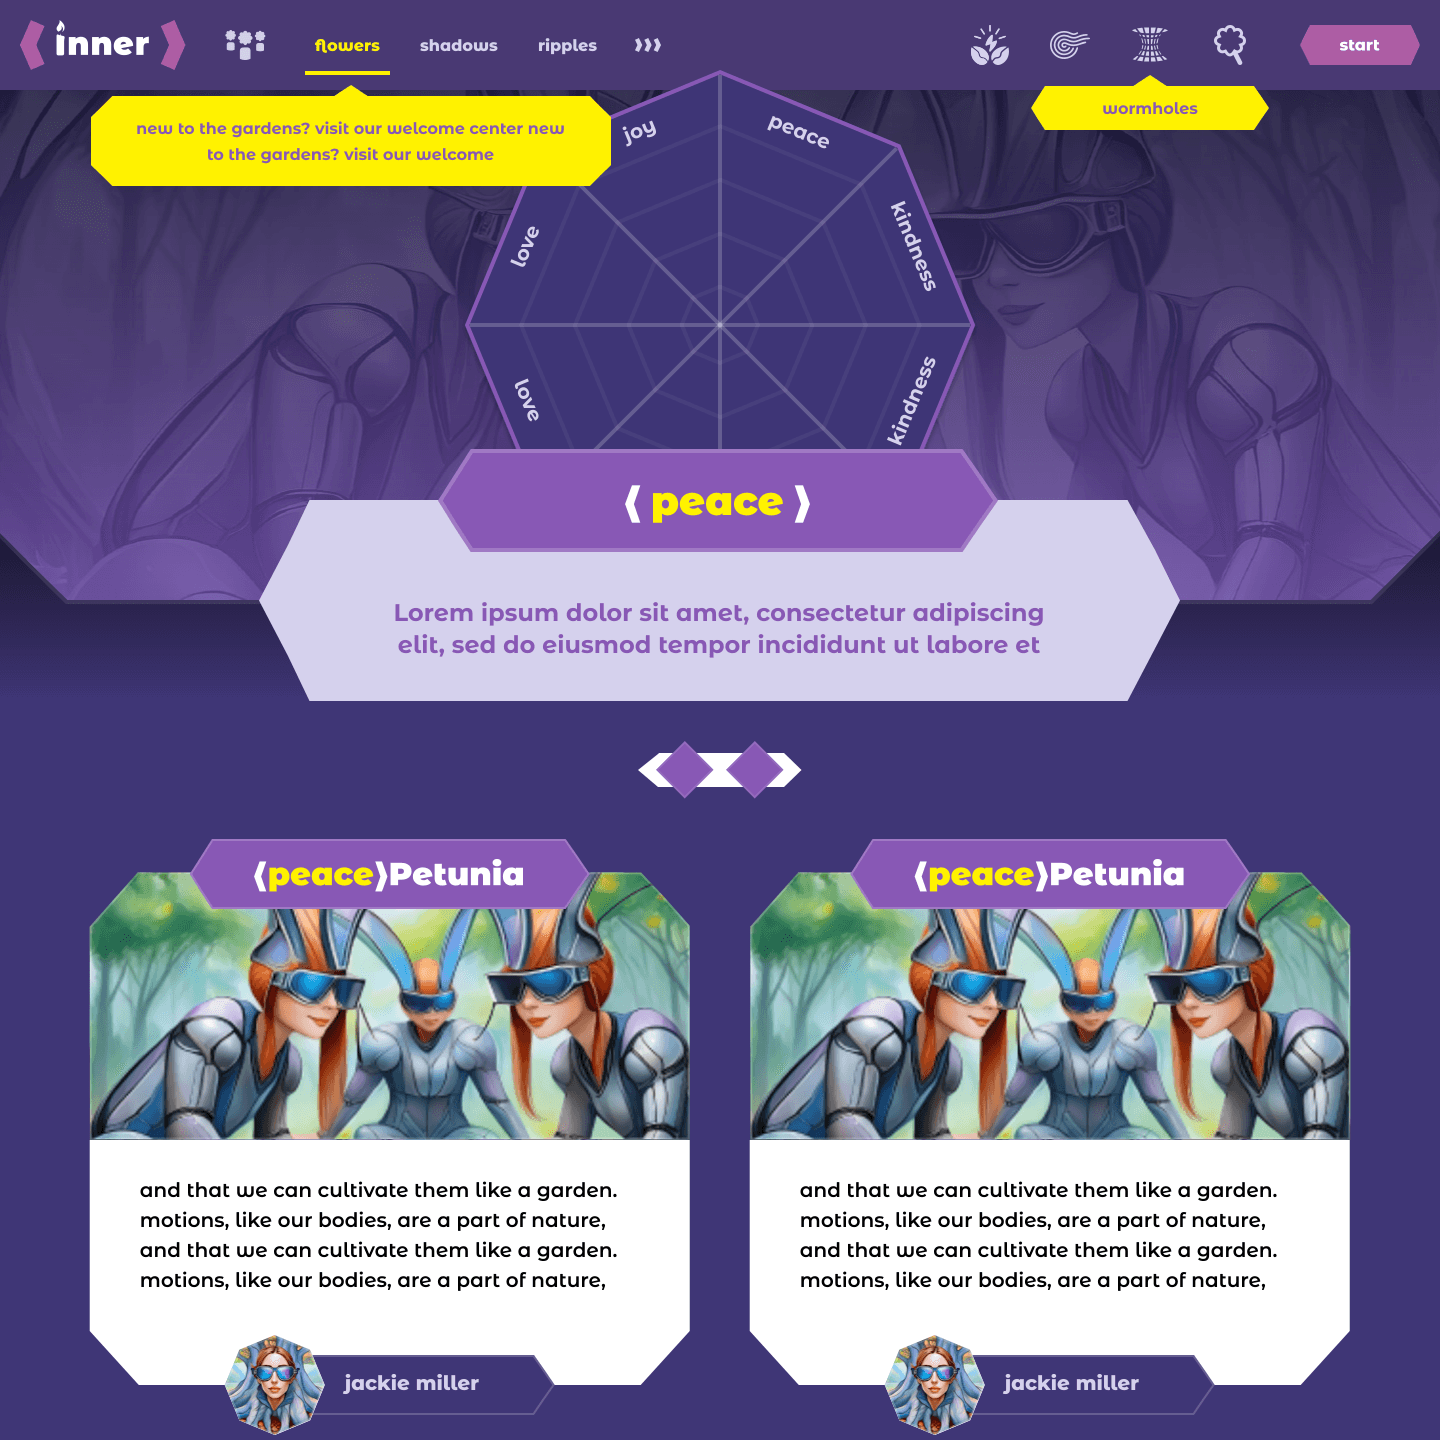 inner
flowers
shadows
ripples
start
new to the gardens? visit our welcome center new
to the gardens? visit our welcome
wormholes
joy
peace
love
kindness
love
kindness
( peace )
Lorem ipsum dolor sit amet, consectetur adipiscing
elit, sed do eiusmod tempor incididunt ut labore et
(peace)Petunia
and that we can cultivate them like a garden.
motions, like our bodies, are a part of nature,
and that we can cultivate them like a garden.
motions, like our bodies, are a part of nature,
jackie miller
(peace)Petunia
and that we can cultivate them like a garden.
motions, like our bodies, are a part of nature,
and that we can cultivate them like a garden.
motions, like our bodies, are a part of nature,
jackie miller